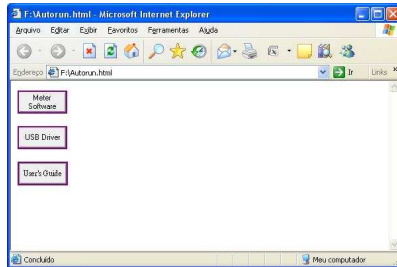 F:\Autorun.html - Microsoft Internet Explorer
Arquivo Editar Exibir Favoritos Ferramentas Ajuda
Endereço F:\Autorun.html Ir Links
Meter
Software
USB Driver
User's Guide
Concluído Meu computador